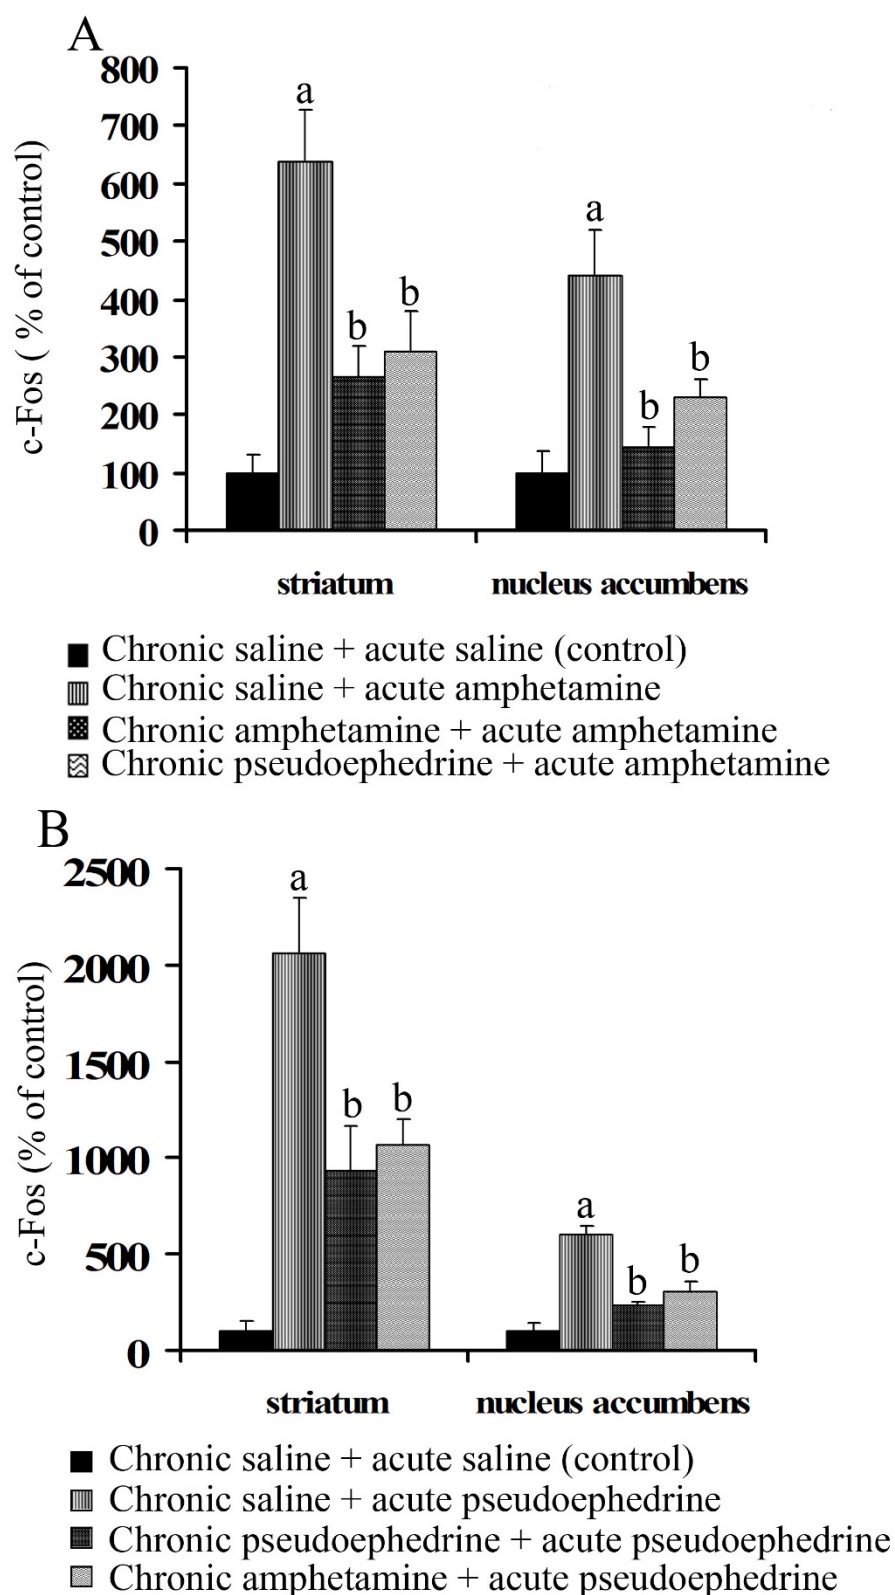 A
800
a
700
600
500
a
400
b
b
300
b
200
b
100
0
c-Fos ( % of control)
striatum nucleus accumbens
Chronic saline + acute saline (control)
Chronic saline + acute amphetamine
Chronic amphetamine + acute amphetamine
Chronic pseudoephedrine + acute amphetamine
B
2500
a
2000
1500
b b
1000
a
500
b b
0
c-Fos (% of control)
striatum nucleus accumbens
Chronic saline + acute saline (control)
Chronic saline + acute pseudoephedrine
Chronic pseudoephedrine + acute pseudoephedrine
Chronic amphetamine + acute pseudoephedrine